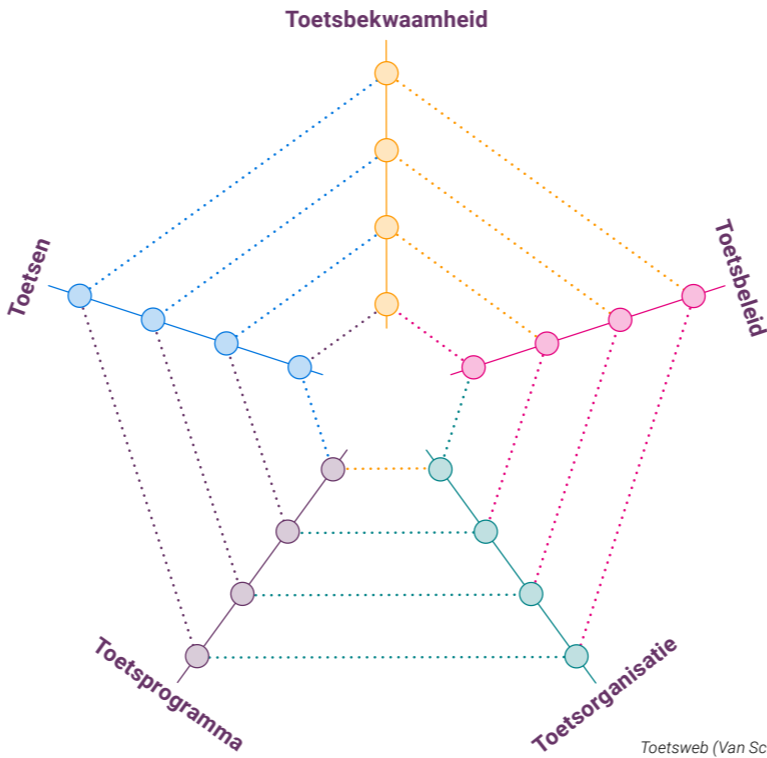 Toetsbekwaamheid
Toetsen
Toetsbeleid
Toetsprogramma
Toetsorganisatie
Toetsweb (Van Sc